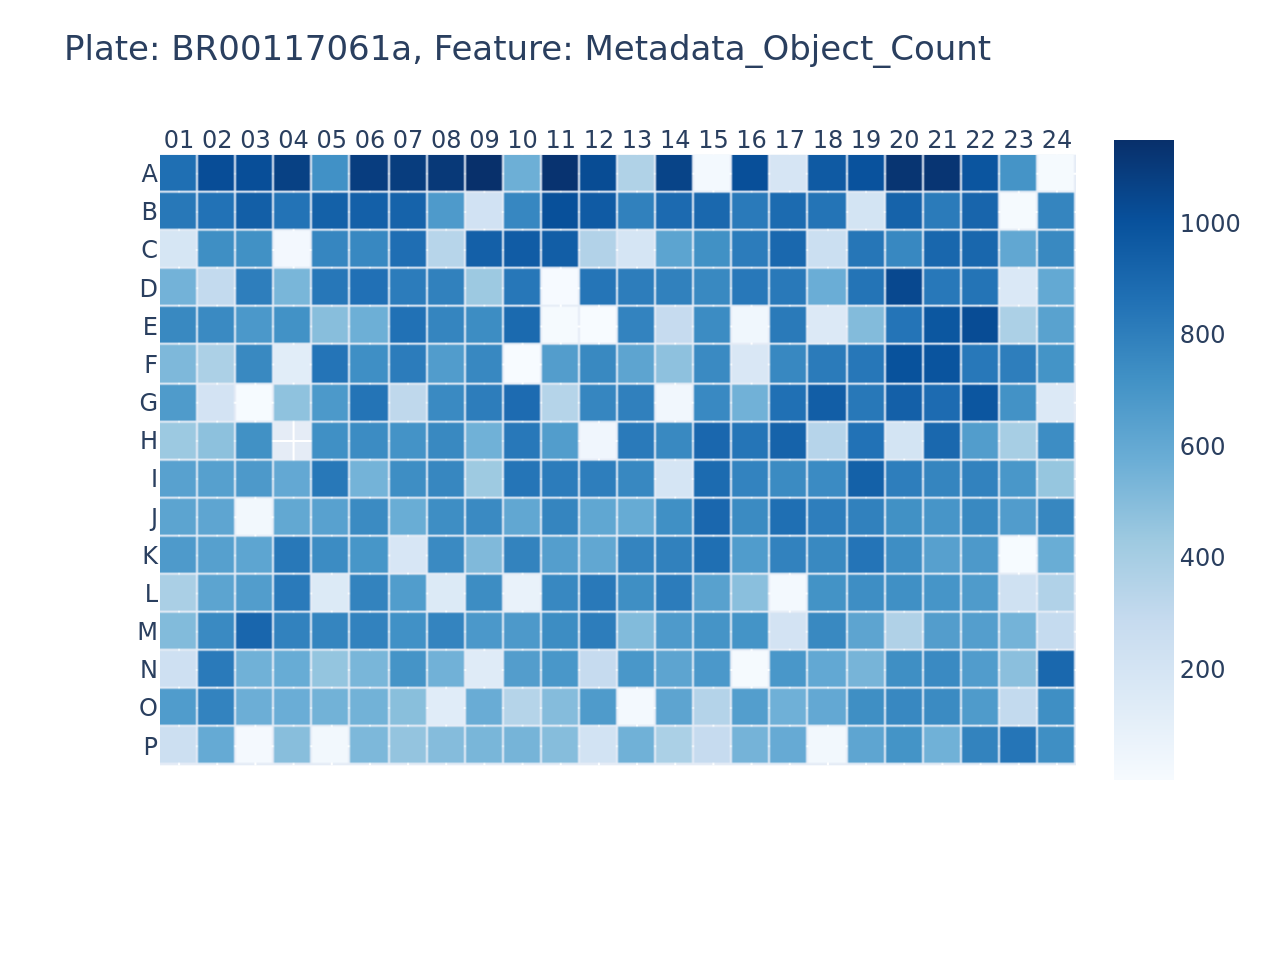 Plate: BR00117061a, Feature: Metadata_Object_Count
01 02 03 04 05 06 07 08 09 10 11 12 13 14 15 16 17 18 19 20 21 22 23 24
A
B
C
D
E
F
G
H
I
J
K
L
M
N
O
P
1000
800
600
400
200